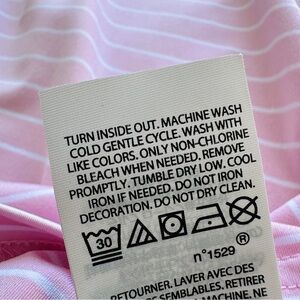 TURN INSIDE OUT. MACHINE WASH
COLD GENTLE CYCLE. WASH WITH
LIKE COLORS. ONLY NON-CHLORINE
BLEACH WHEN NEEDED. REMOVE
PROMPTLY. TUMBLE DRY LOW. COOL
IRON IF NEEDED. DO NOT IRON
DECORATION. DO NOT DRY CLEAN.
30
n°1529 ®
RETOURNER. LAVER AVEC DES
SEMBLABLES. RETIRER
MACHINE, NE